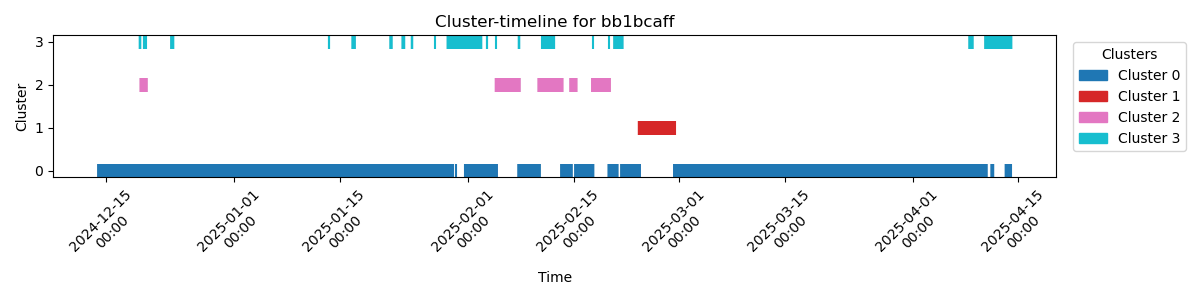 Cluster-timeline for bb1bcaff
Cluster
3
2
1
0
2024-12-15
00:00
2025-01-01
00:00
2025-01-15
00:00
2025-02-01
00:00
2025-02-15
00:00
2025-03-01
00:00
2025-03-15
00:00
2025-04-01
00:00
2025-04-15
00:00
Time
Clusters
Cluster 0
Cluster 1
Cluster 2
Cluster 3